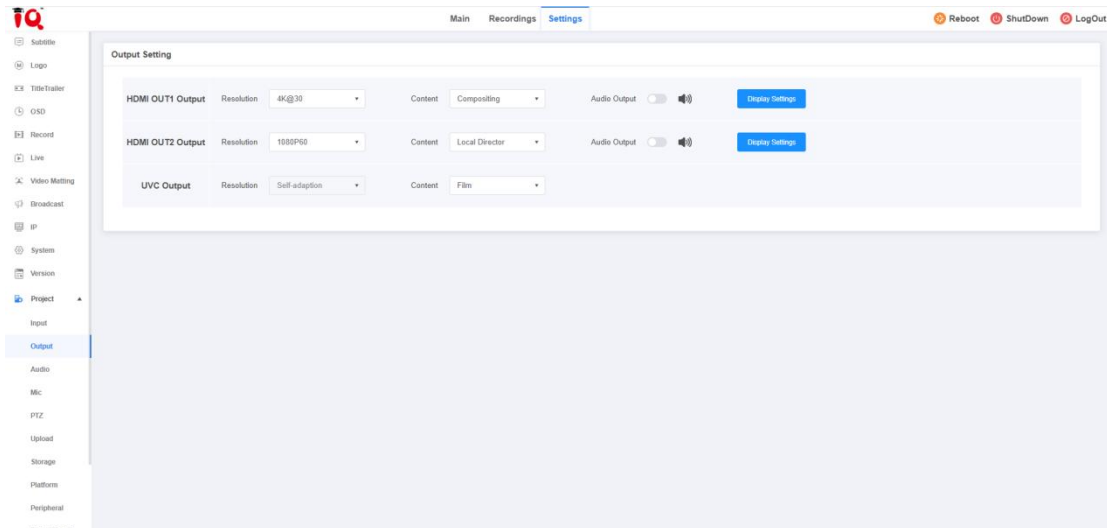 IQ
Main Recordings Settings Reboot ShutDown LogOut
Subtitle
Logo
TitleTrailer
OSD
Record
Live
Video Matting
Broadcast
IP
System
Version
Project
Input
Output
Audio
Mic
PTZ
Upload
Storage
Platform
Peripheral
Output Setting
HDMI OUT1 Output Resolution 4K@30 Content Compositing Audio Output Display Settings
HDMI OUT2 Output Resolution 1080P60 Content Local Director Audio Output Display Settings
UVC Output Resolution Self-adaption Content Film